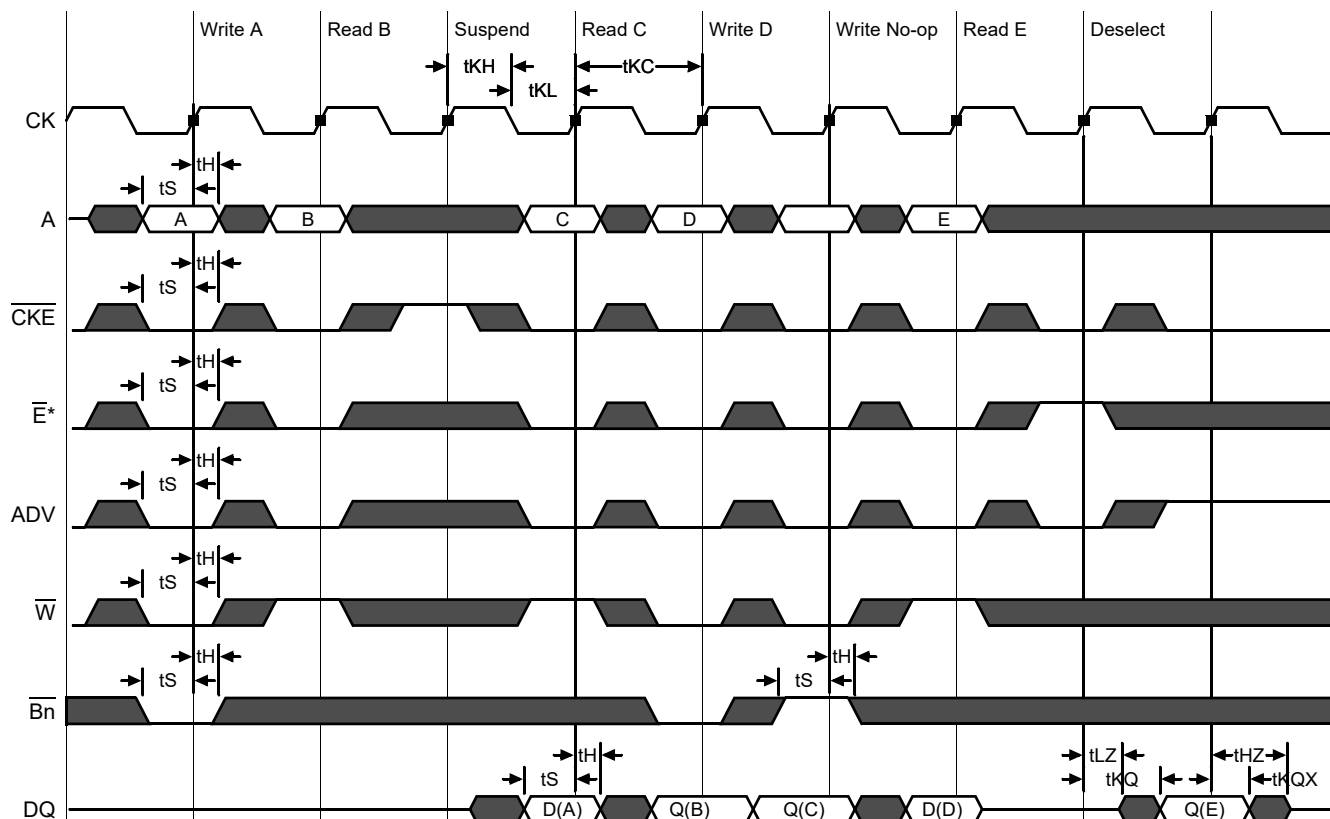 Write A Read B Suspend Read C Write D Write No-op Read E Deselect
tKH tKC
tKL
CK
tH
tS
A A B C D E
tH
tS
CKE
tH
tS
E*
tH
tS
ADV
tH
tS
W
tH tH
tS tS
Bn
tH tLZ tHZ
tS tKQ tKQX
DQ D(A) Q(B) Q(C) D(D) Q(E)